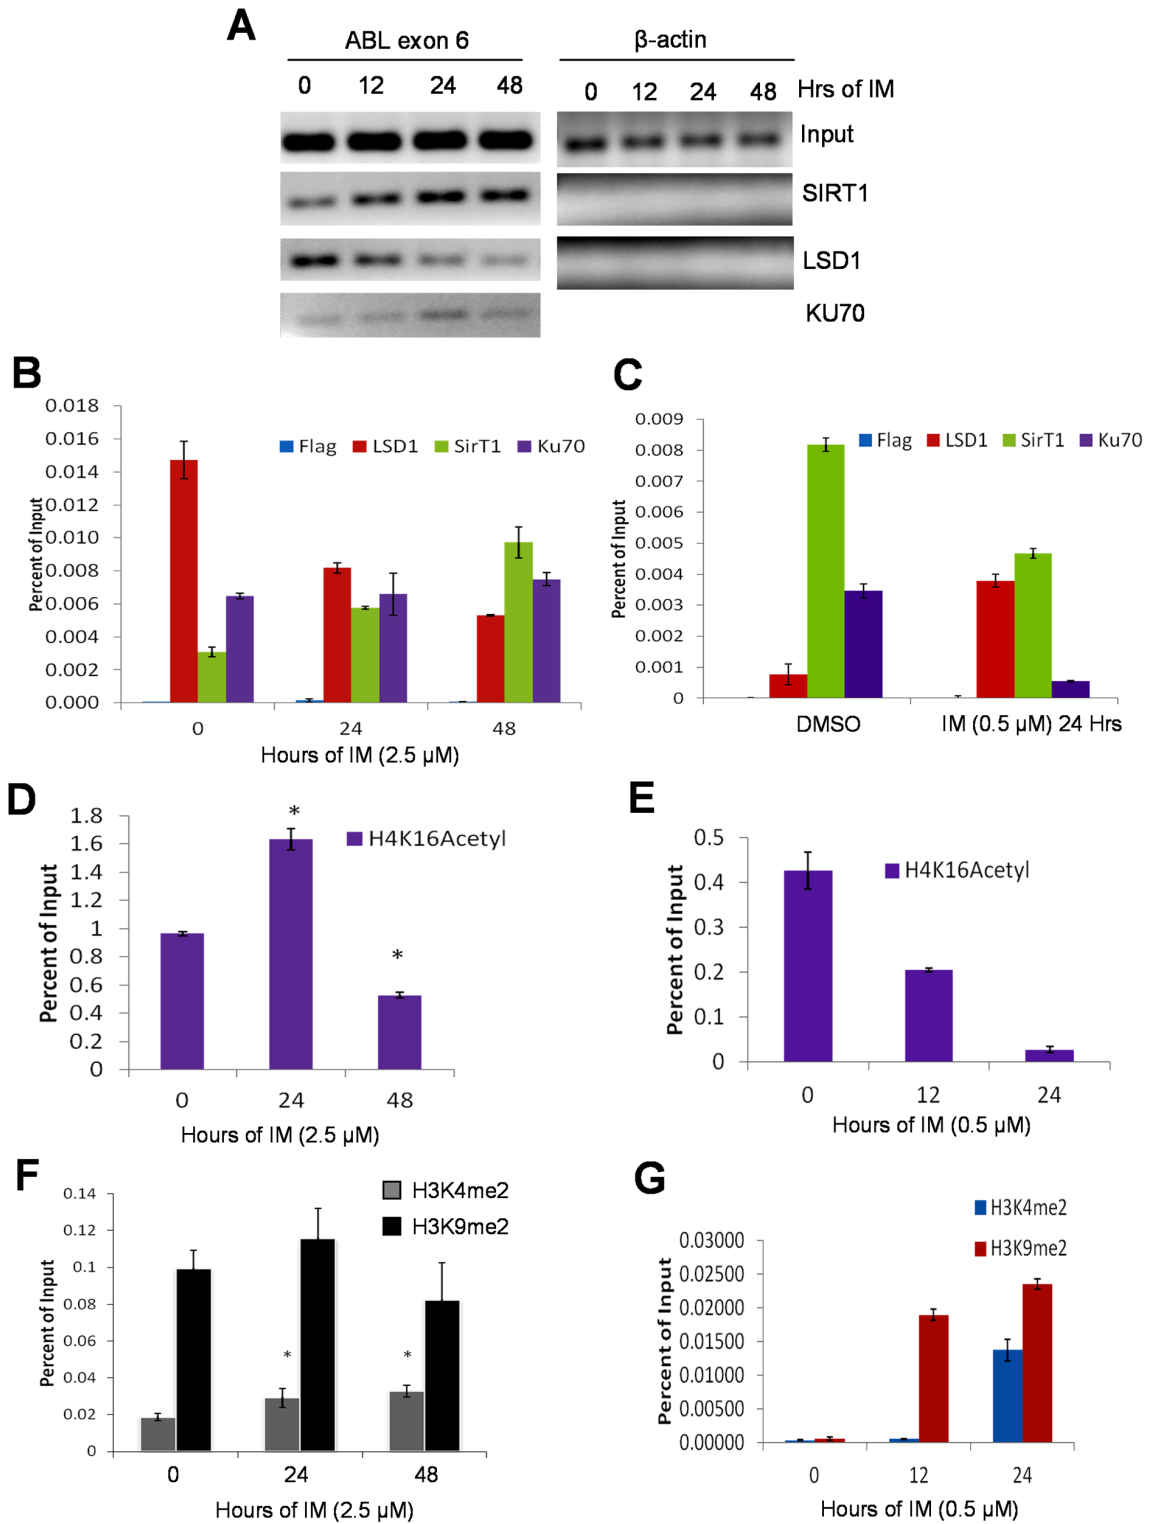 A
ABL exon 6
β-actin
0 12 24 48
0 12 24 48 Hrs of IM
Input
SIRT1
LSD1
KU70
B
0.018
0.016
0.014
0.012
0.010
0.008
0.006
0.004
0.002
0.000
Percent of Input
Flag LSD1 SirT1 Ku70
0 24 48
Hours of IM (2.5 µM)
C
0.009
0.008
0.007
0.006
0.005
0.004
0.003
0.002
0.001
0
Percent of Input
Flag LSD1 SirT1 Ku70
DMSO IM (0.5 µM) 24 Hrs
D
1.8
1.6
1.4
1.2
1
0.8
0.6
0.4
0.2
0
Percent of Input
H4K16Acetyl
*
*
0 24 48
Hours of IM (2.5 µM)
E
0.5
0.4
0.3
0.2
0.1
0
Percent of Input
H4K16Acetyl
0 12 24
Hours of IM (0.5 µM)
F
0.14
0.12
0.1
0.08
0.06
0.04
0.02
0
Percent of Input
H3K4me2
H3K9me2
* *
0 24 48
Hours of IM (2.5 µM)
G
0.03000
0.02500
0.02000
0.01500
0.01000
0.00500
0.00000
Percent of Input
H3K4me2
H3K9me2
0 12 24
Hours of IM (0.5 µM)